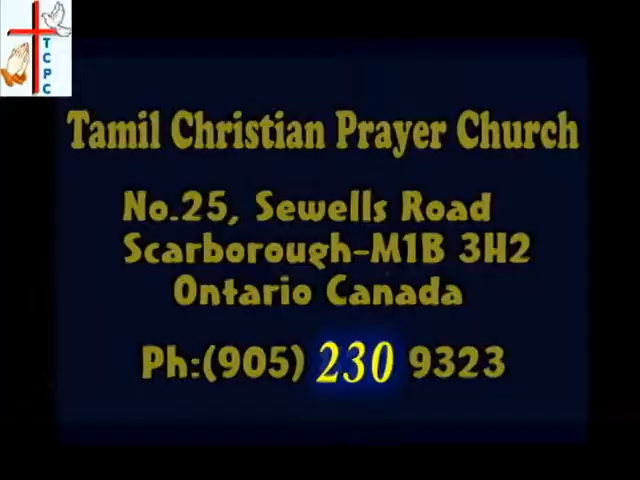 TCPC
Tamil Christian Prayer Church
No.25, Sewells Road
Scarborough-M1B 3H2
Ontario Canada
Ph:(905) 230 9323